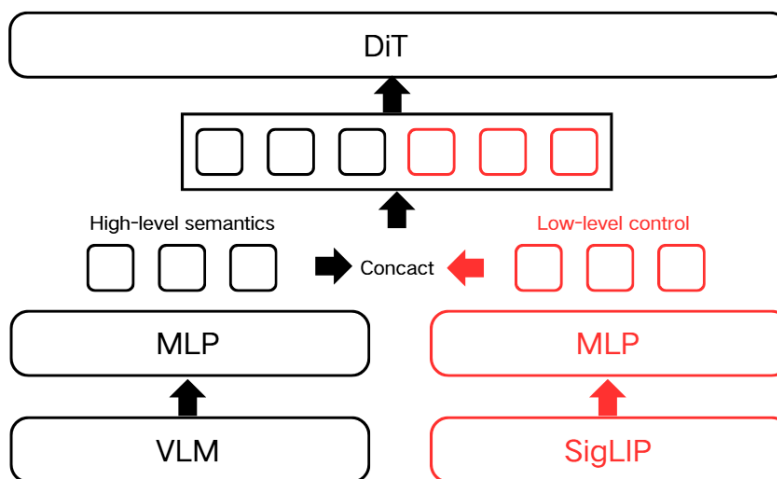 DiT
High-level semantics
Low-level control
Concact
MLP
MLP
VLM
SigLIP